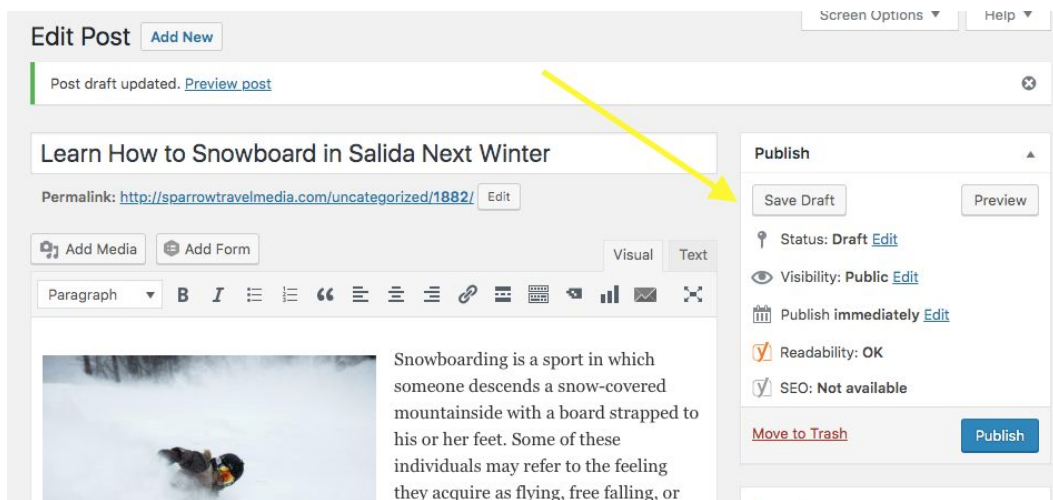 Screen Options ▼ Help ▼
Edit Post Add New
Post draft updated. Preview post
Learn How to Snowboard in Salida Next Winter
Permalink: http://sparrowtravelmedia.com/uncategorized/1882/ Edit
Add Media Add Form
Visual Text
Paragraph ▼ B I
Snowboarding is a sport in which
someone descends a snow-covered
mountainside with a board strapped to
his or her feet. Some of these
individuals may refer to the feeling
they acquire as flying, free falling, or
Publish
Save Draft Preview
Status: Draft Edit
Visibility: Public Edit
Publish immediately Edit
Readability: OK
SEO: Not available
Move to Trash Publish